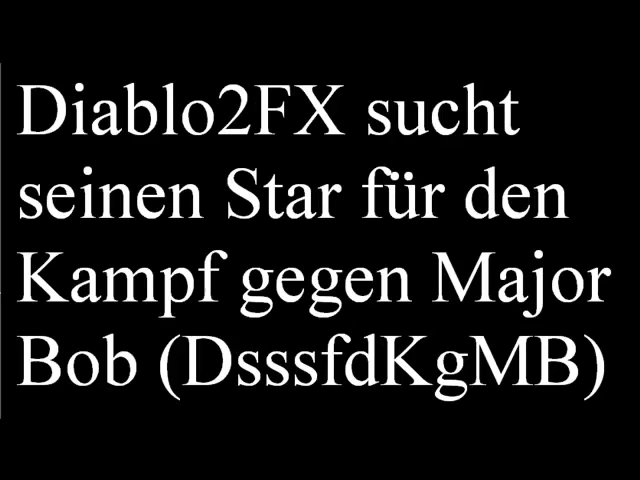 Diablo2FX sucht
seinen Star für den
Kampf gegen Major
Bob (DsssfdKgMB)